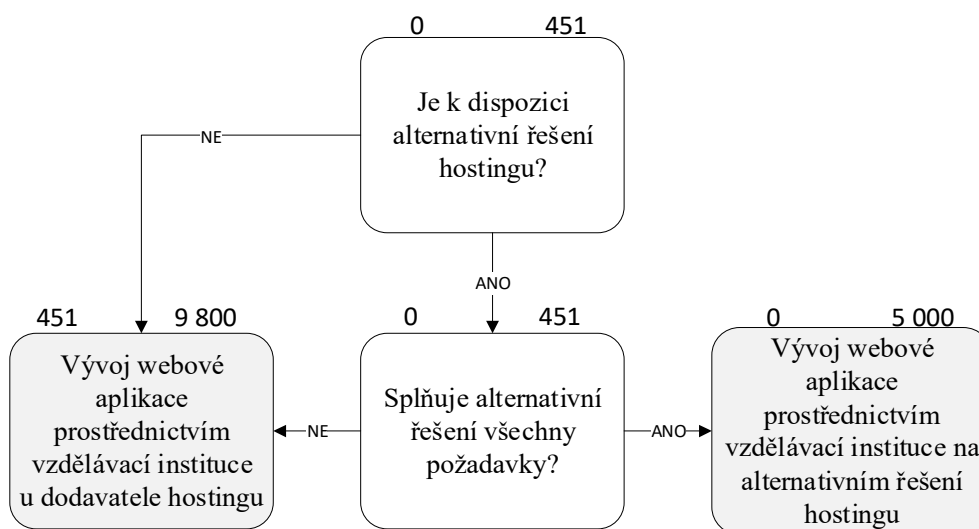 0 451
Je k dispozici
alternativní řešení
hostingu?
NE
ANO
451 9 800
Vývoj webové
aplikace
prostřednictvím
vzdělávací instituce
u dodavatele hostingu
NE
0 451
Splňuje alternativní
řešení všechny
požadavky?
ANO
0 5 000
Vývoj webové
aplikace
prostřednictvím
vzdělávací instituce na
alternativním řešení
hostingu